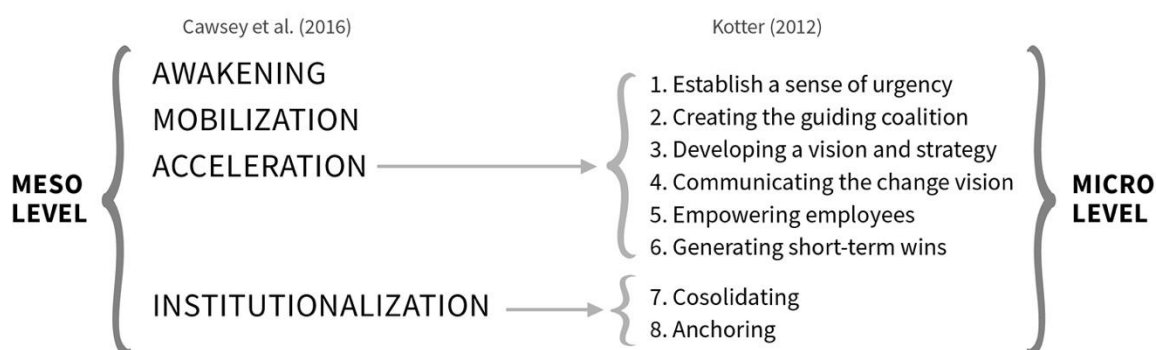 Cawsey et al. (2016)
Kotter (2012)
AWAKENING
MOBILIZATION
ACCELERATION
INSTITUTIONALIZATION
MESO
LEVEL
1. Establish a sense of urgency
2. Creating the guiding coalition
3. Developing a vision and strategy
4. Communicating the change vision
5. Empowering employees
6. Generating short-term wins
7. Cosolidating
8. Anchoring
MICRO
LEVEL